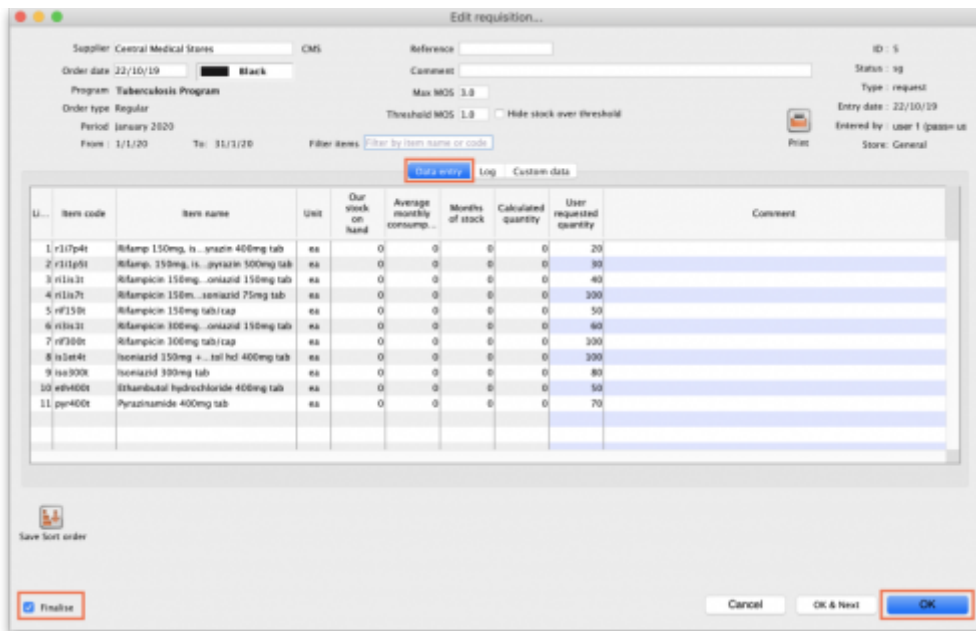 Edit requisition...
Supplier Central Medical Stores CMS Reference ID : 5
Order date 22/10/19 Black Comment Status : sg
Program Tuberculosis Program Max MOS 3.0 Type : request
Order type Regular Threshold MOS 1.0 Hide stock over threshold Entry date : 22/10/19
Period January 2020 Print Entered by : user 1 (pass= us
From : 1/1/20 To: 31/1/20 Filter items Filter by item name or code Store: General
Data entry Log Custom data
Li... Item code Item name Unit Our stock on hand Average monthly consump... Months of stock Calculated quantity User requested quantity Comment
1 Rifamp 150mg, is...yrazin 400mg tab ea 0 0 0 0 20
2 Rifamp. 150mg, is...pyrazin 500mg tab ea 0 0 0 0 30
3 Rifampicin 150mg...oniazid 150mg tab ea 0 0 0 0 40
4 Rifampicin 150m...soniazid 75mg tab ea 0 0 0 0 100
5 rif150t Rifampicin 150mg tab/cap ea 0 0 0 0 50
6 Rifampicin 300mg...oniazid 150mg tab ea 0 0 0 0 60
7 rif300t Rifampicin 300mg tab/cap ea 0 0 0 0 100
8 Isoniazid 150mg +...tol hcl 400mg tab ea 0 0 0 0 100
9 iso300t Isoniazid 300mg tab ea 0 0 0 0 80
10 eth400t Ethambutol hydrochloride 400mg tab ea 0 0 0 0 50
11 pyr400t Pyrazinamide 400mg tab ea 0 0 0 0 70
Save Sort order
Finalise Cancel OK & Next OK